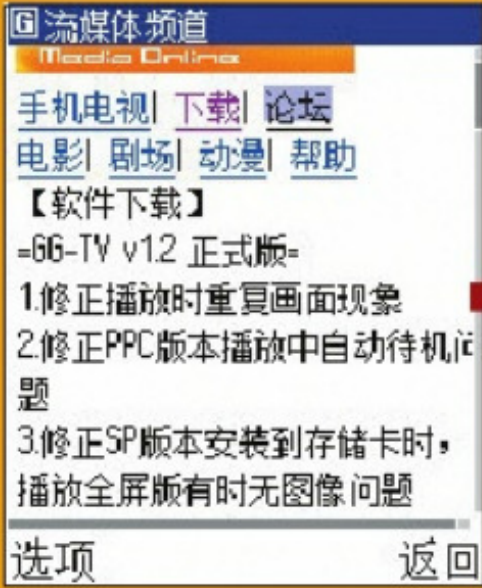 G 流媒体频道
Media Online
手机电视| 下载| 论坛
电影| 剧场| 动漫| 帮助
【软件下载】
=GG-TV v1.2 正式版=
1.修正播放时重复画面现象
2.修正PPC版本播放中自动待机问
题
3.修正SP版本安装到存储卡时，
播放全屏版有时无图像问题
选项 返回